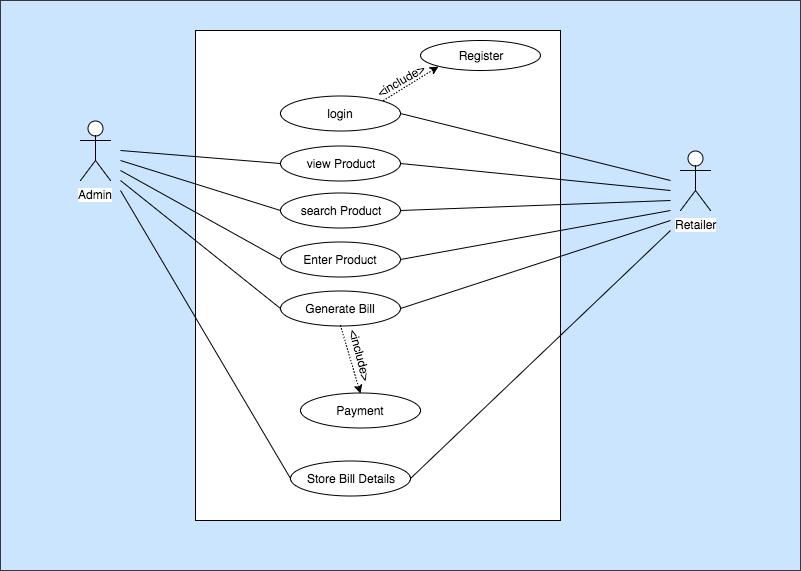 Register
<include>
login
view Product
Admin
search Product
Retailer
Enter Product
Generate Bill
<include>
Payment
Store Bill Details